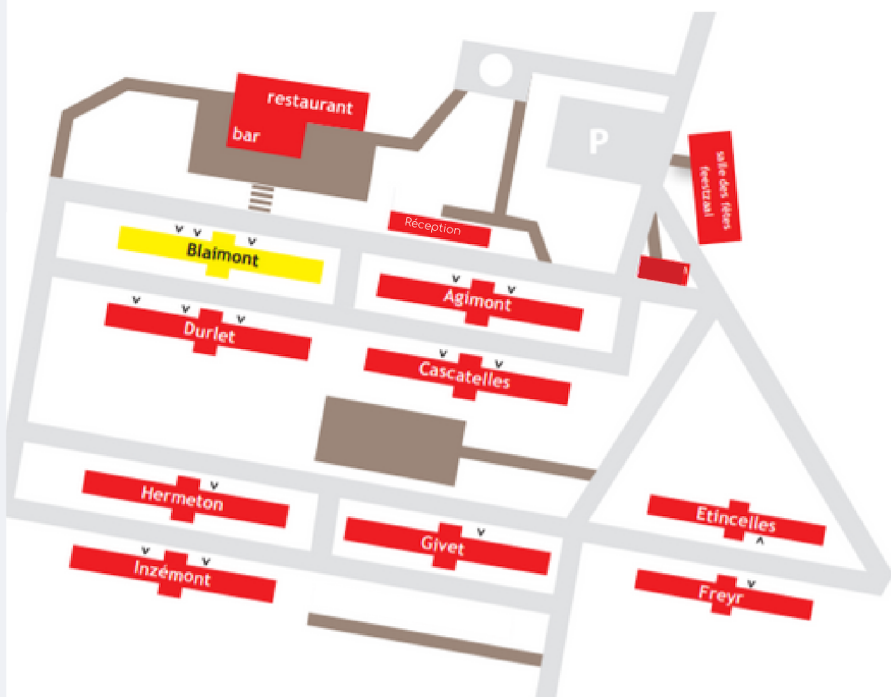 restaurant
bar
P
salle des fêtes
feestzaal
Réception
Blaimont
Agimont
Durlet
Cascatelles
Hermeton
Givet
Etincelles
Inzémont
Freyr